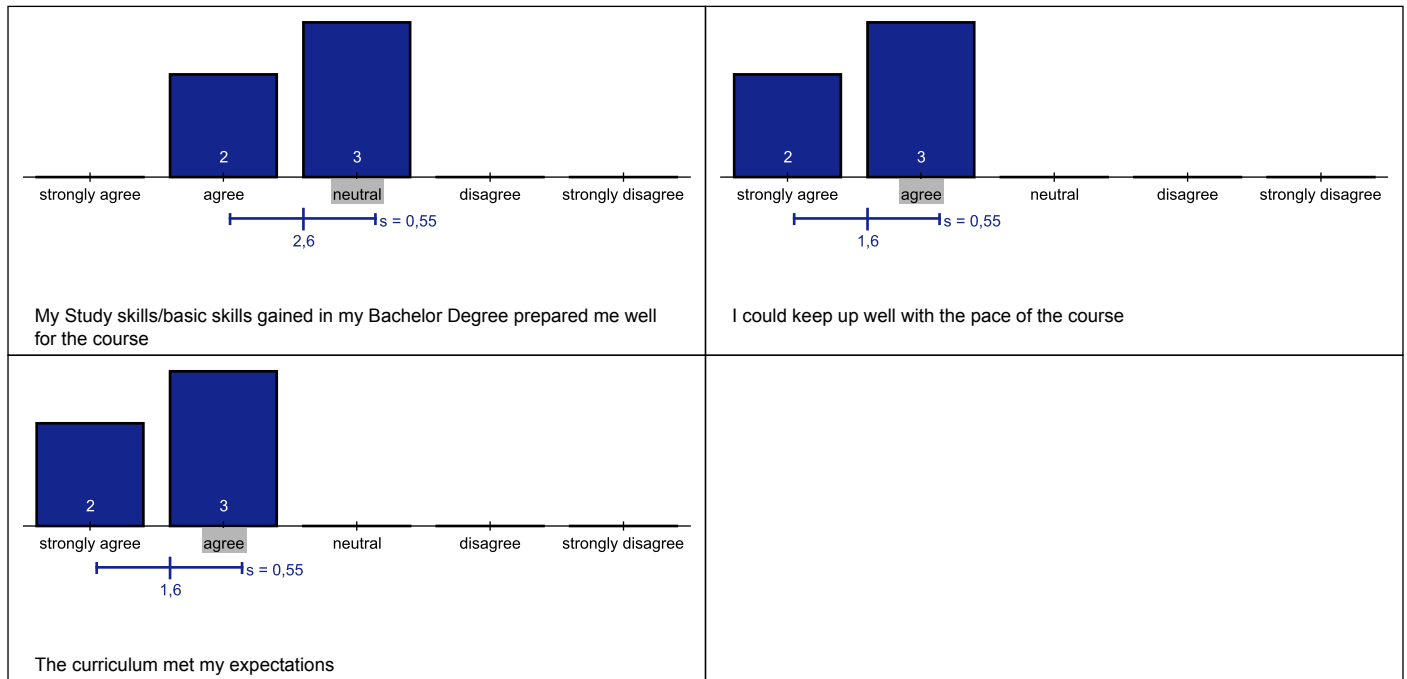 2
3
strongly agree
agree
neutral
disagree
strongly disagree
s = 0,55
2,6
My Study skills/basic skills gained in my Bachelor Degree prepared me well
for the course
2
3
strongly agree
agree
neutral
disagree
strongly disagree
s = 0,55
1,6
I could keep up well with the pace of the course
2
3
strongly agree
agree
neutral
disagree
strongly disagree
s = 0,55
1,6
The curriculum met my expectations